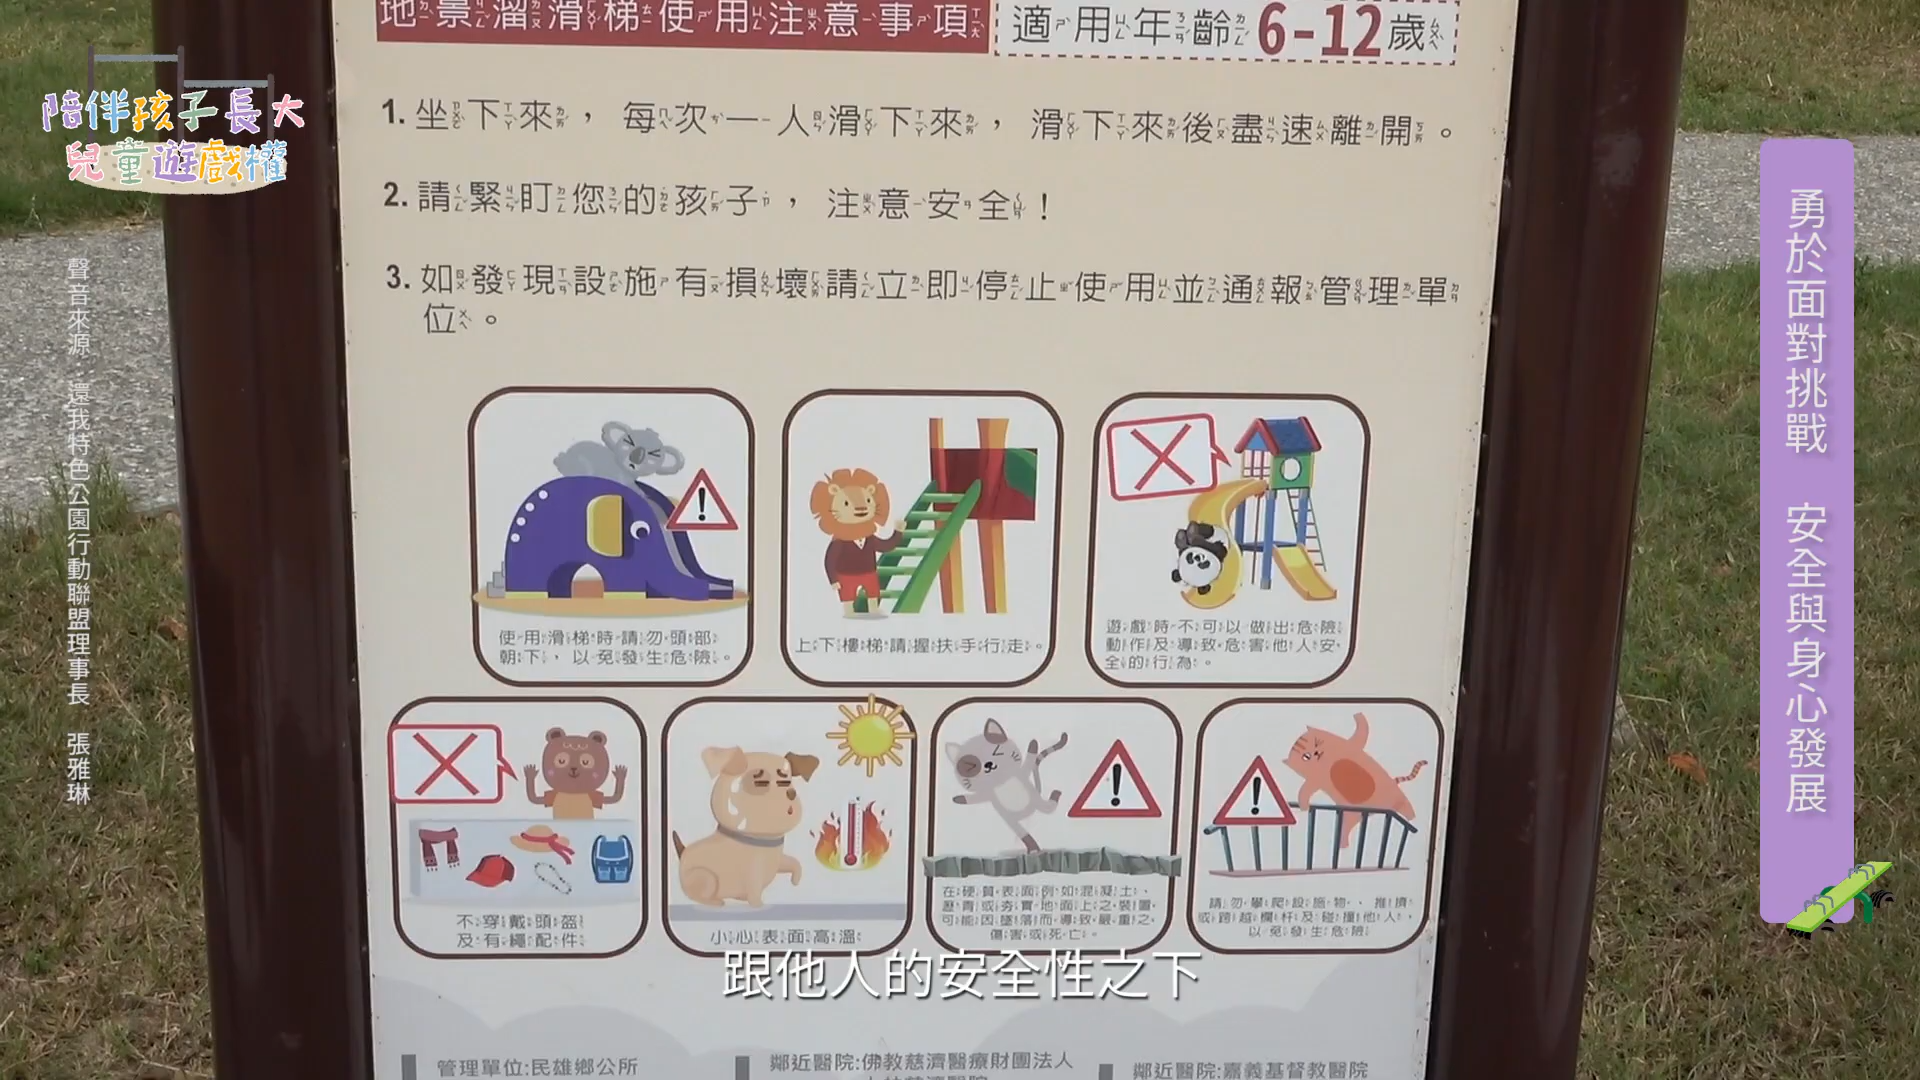 地景溜滑梯使用注意事項
適用年齡6-12歲
陪伴孩子長大
兒童遊戲權
1.坐下來，每次一人滑下來，滑下來後盡速離開。
2.請緊盯您的孩子，注意安全！
3.如發現設施有損壞請立即停止使用並通報管理單
位。
聲音來源：還我特色公園行動聯盟理事長 張雅琳
勇於面對挑戰 安全與身心發展
使用滑梯時請勿頭部
朝下，以免發生危險。
上下樓梯請握扶手行走。
遊戲時不可以做出危險
動作及導致危害他人安
全的行為。
不穿戴頭盔
及有繩配件
小心表面高溫
在硬質表面例如混凝土、
瀝青或夯實地面上之裝置，
可能因墜落而導致嚴重之
傷害或死亡。
請勿攀爬設施物、推擠
或跨越欄杆及碰撞他人，
以免發生危險
跟他人的安全性之下
管理單位:民雄鄉公所
鄰近醫院:佛教慈濟醫療財團法人
鄰近醫院:嘉義基督教醫院